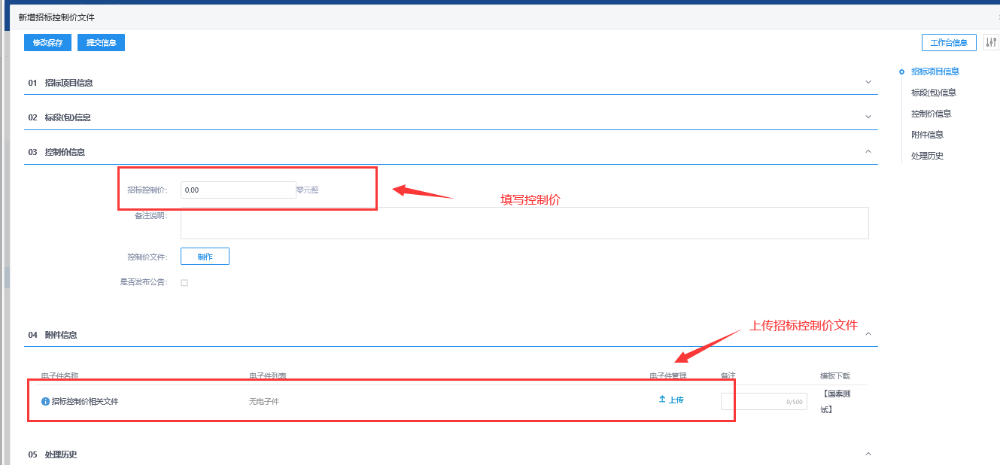 新增招标控制价文件
修改保存 提交信息 工作台信息
招标项目信息
标段(包)信息
控制价信息
附件信息
处理历史
01 招标项目信息
02 标段(包)信息
03 控制价信息
招标控制价: 0.00 零元整
填写控制价
备注说明:
控制价文件: 制作
是否发布公告:
上传招标控制价文件
04 附件信息
电子件名称 电子件列表 电子件管理 备注 模板下载
招标控制价相关文件 无电子件 上传 0/500 【国泰测
试】
05 处理历史